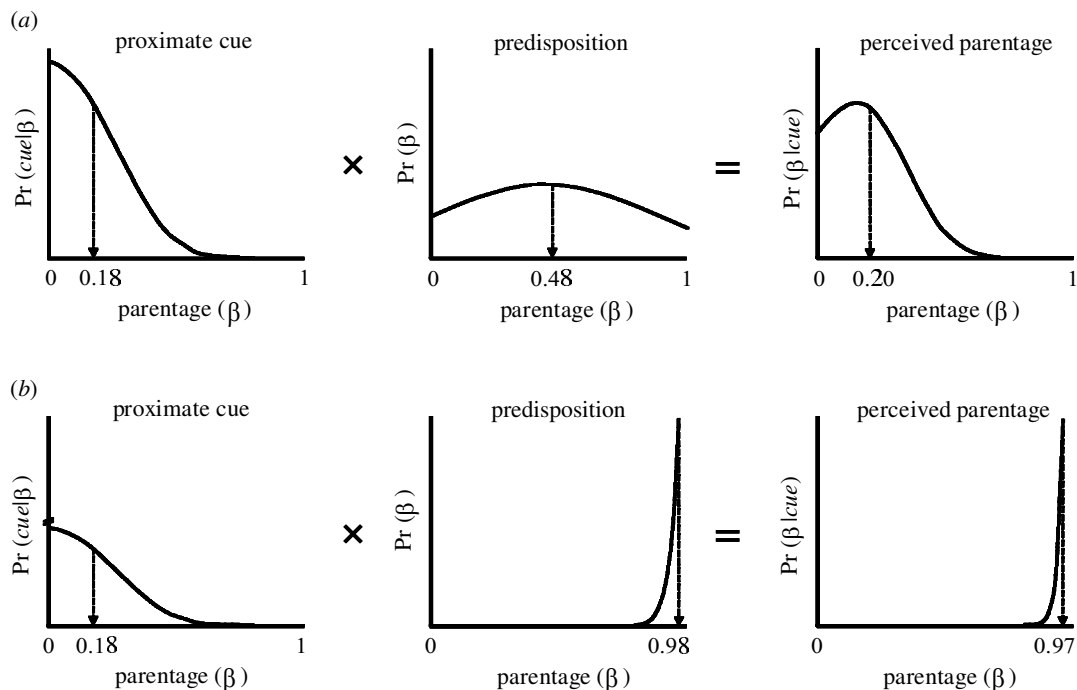 (a)
proximate cue
predisposition
perceived parentage
Pr (cue|β)
×
Pr (β)
=
Pr (β |cue)
0
0.18
1
0
0.48
1
0
0.20
1
parentage (β )
parentage (β )
parentage (β )
(b)
proximate cue
predisposition
perceived parentage
Pr (cue|β)
×
Pr (β)
=
Pr (β |cue)
0
0.18
1
0
0.98
0
0.97
parentage (β )
parentage (β )
parentage (β )